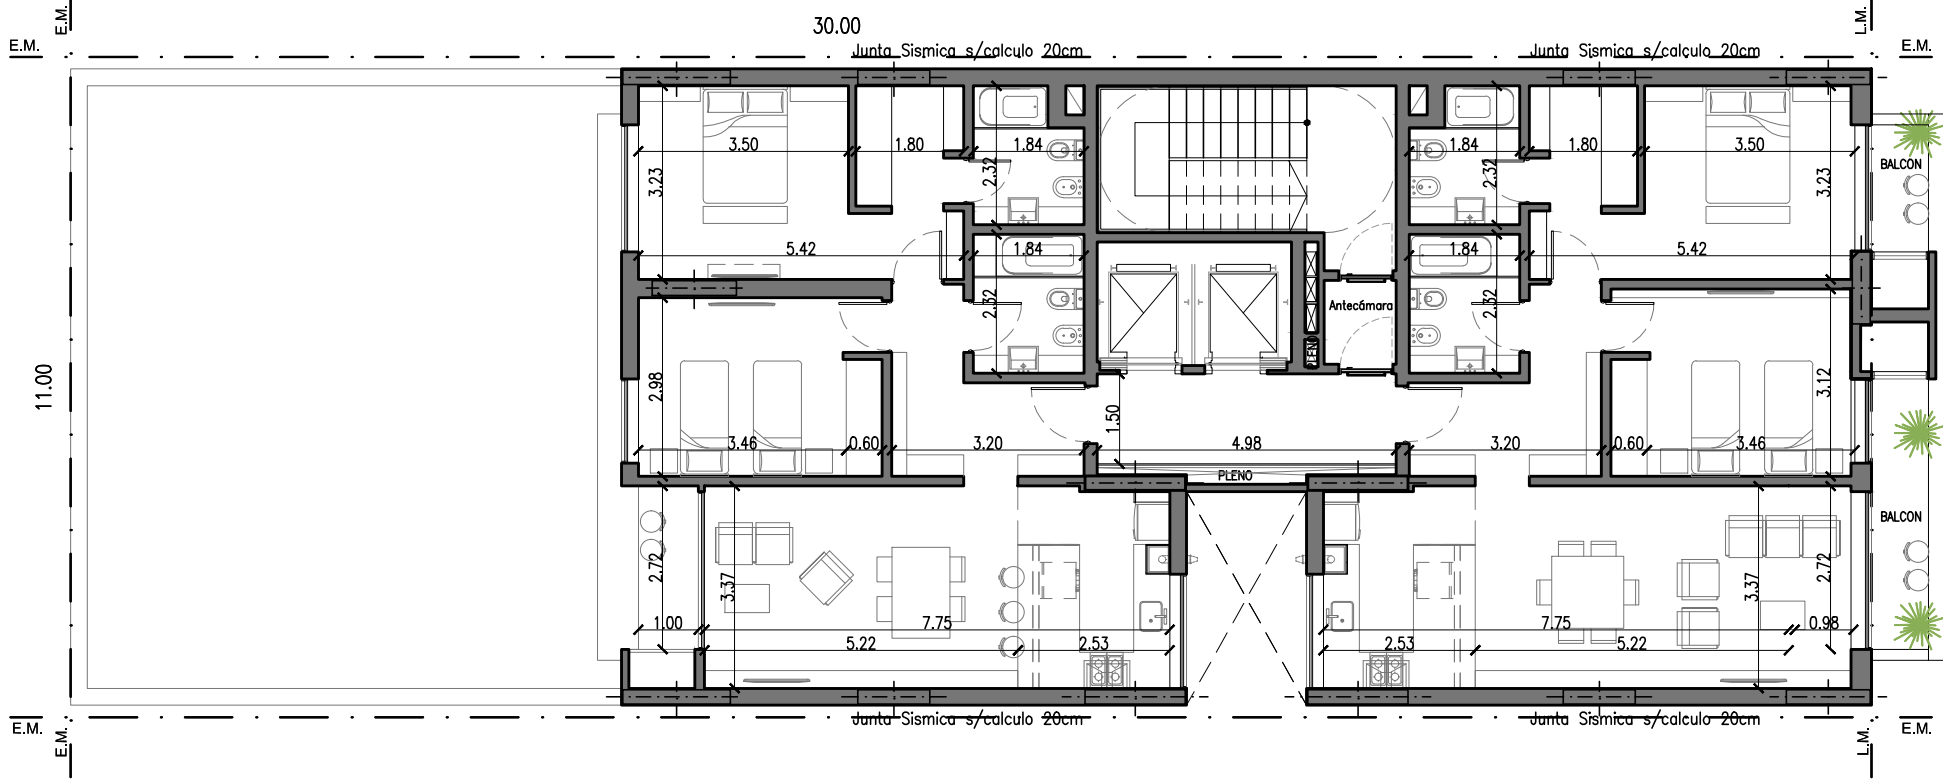 E.M.
L.M.
30.00
E.M.
Junta Sismica s/calculo 20cm
Junta Sismica s/calculo 20cm
E.M.
3.50
1.80
1.84
1.84
1.80
3.50
BALCON
3.23
2.32
2.32
3.23
5.42
1.84
1.84
5.42
2.32
Antecámara
2.32
PLENO
11.00
2.98
1.50
3.12
3.46
0.60
3.20
4.98
3.20
0.60
3.46
PLENO
BALCON
2.72
3.37
3.37
2.72
1.00
7.75
7.75
0.98
5.22
2.53
2.53
5.22
Junta Sismica s/calculo 20cm
Junta Sismica s/calculo 20cm
E.M.
E.M.
E.M.
L.M.